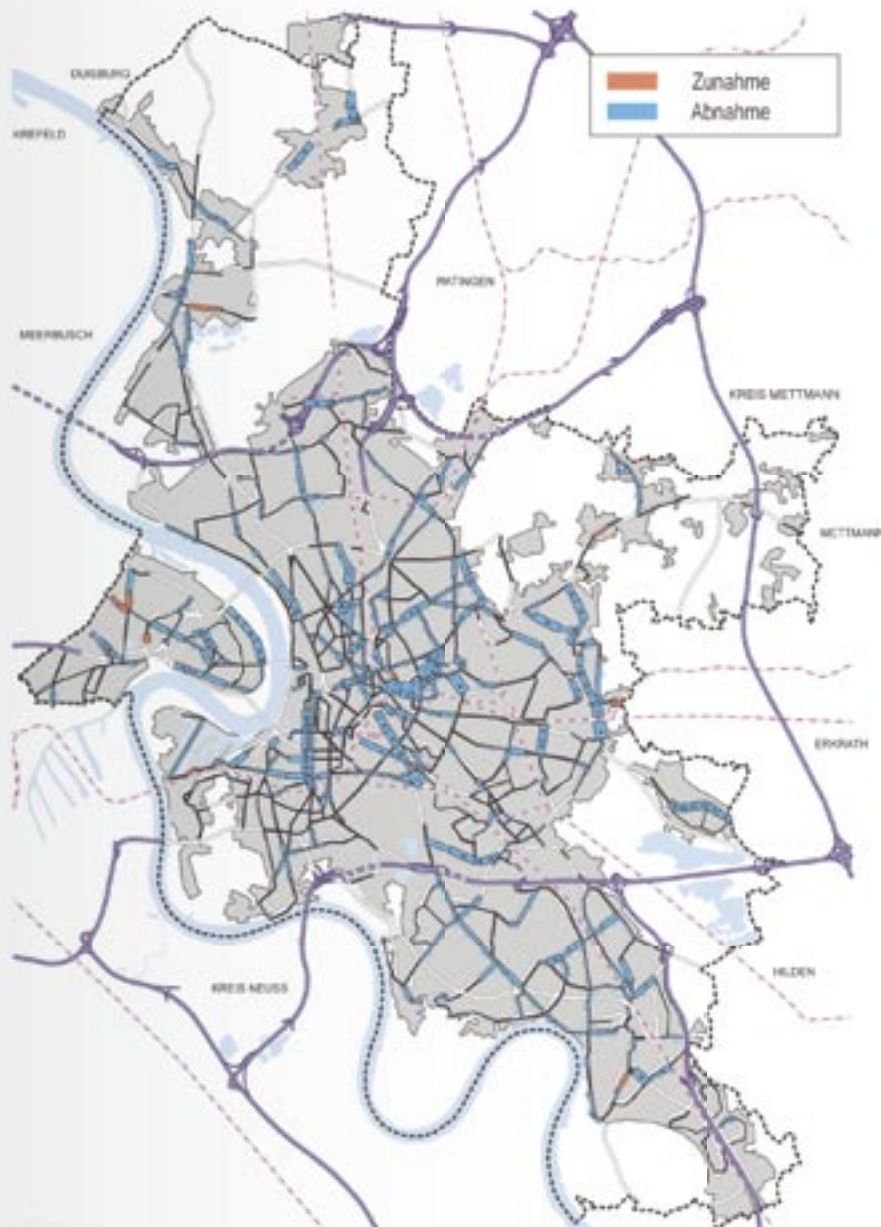 DUISBURG
Zunahme
Abnahme
KREFELD
RATINGEN
MEERBUSCH
KREIS METTMANN
METTMANN
ERKRATH
KREIS NEUSS
HILDEN